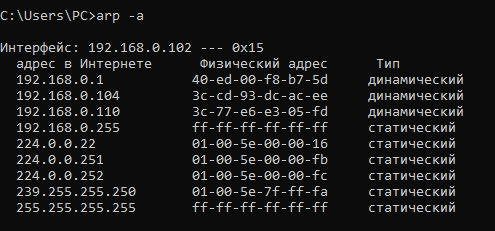 C:\Users\PC>arp -a
Интерфейс: 192.168.0.102 --- 0x15
адрес в Интернете Физический адрес Тип
192.168.0.1 40-ed-00-f8-b7-5d динамический
192.168.0.104 3c-cd-93-dc-ac-ee динамический
192.168.0.110 3c-77-e6-e3-05-fd динамический
192.168.0.255 ff-ff-ff-ff-ff-ff статический
224.0.0.22 01-00-5e-00-00-16 статический
224.0.0.251 01-00-5e-00-00-fb статический
224.0.0.252 01-00-5e-00-00-fc статический
239.255.255.250 01-00-5e-7f-ff-fa статический
255.255.255.255 ff-ff-ff-ff-ff-ff статический